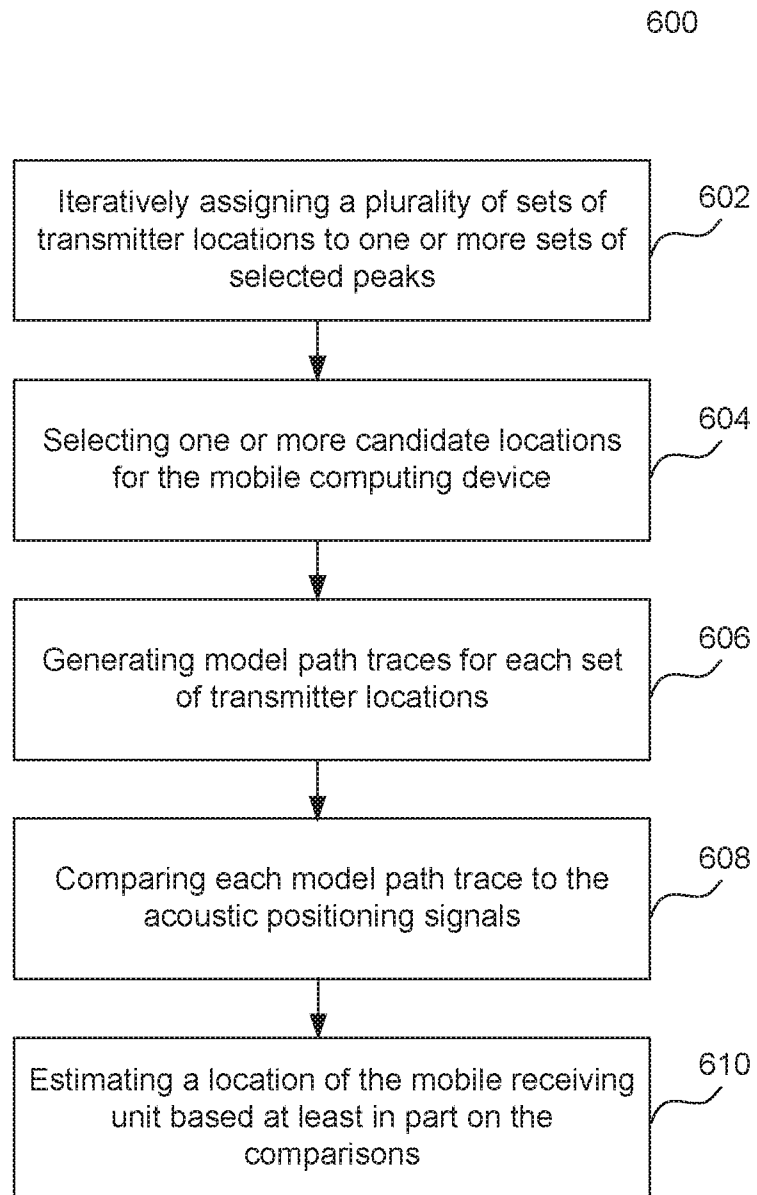 600
Iteratively assigning a plurality of sets of
transmitter locations to one or more sets of
selected peaks
602
Selecting one or more candidate locations
for the mobile computing device
604
Generating model path traces for each set
of transmitter locations
606
Comparing each model path trace to the
acoustic positioning signals
608
Estimating a location of the mobile receiving
unit based at least in part on the
comparisons
610